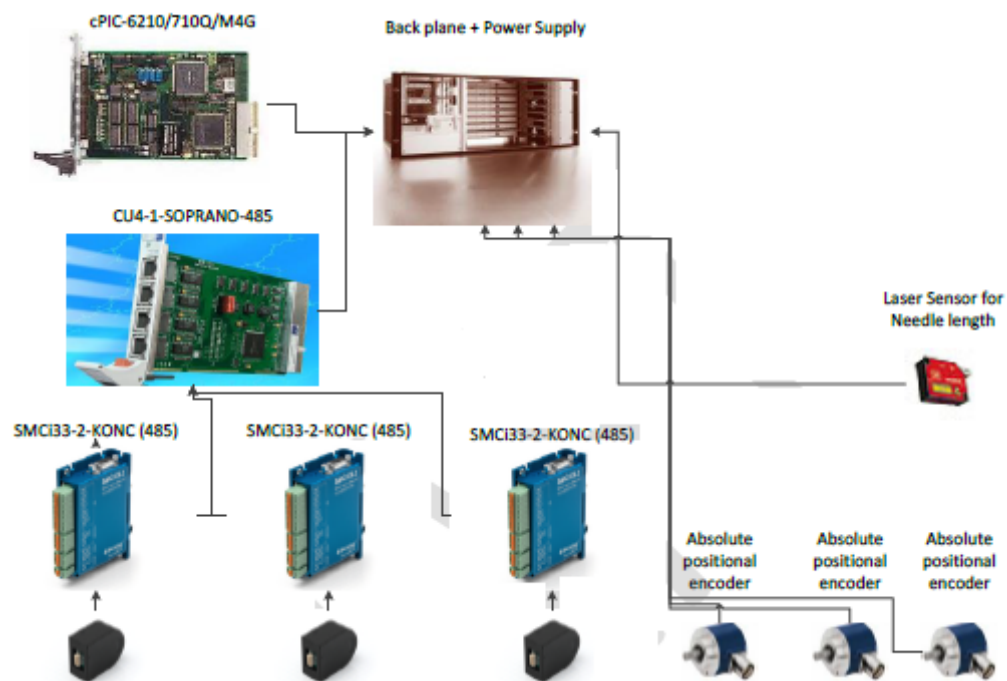 cPIC-6210/710Q/M4G
Back plane + Power Supply
CU4-1-SOPRANO-485
Laser Sensor for
Needle length
SMCi33-2-KONC (485)
SMCi33-2-KONC (485)
SMCi33-2-KONC (485)
Absolute
positional
encoder
Absolute
positional
encoder
Absolute
positional
encoder